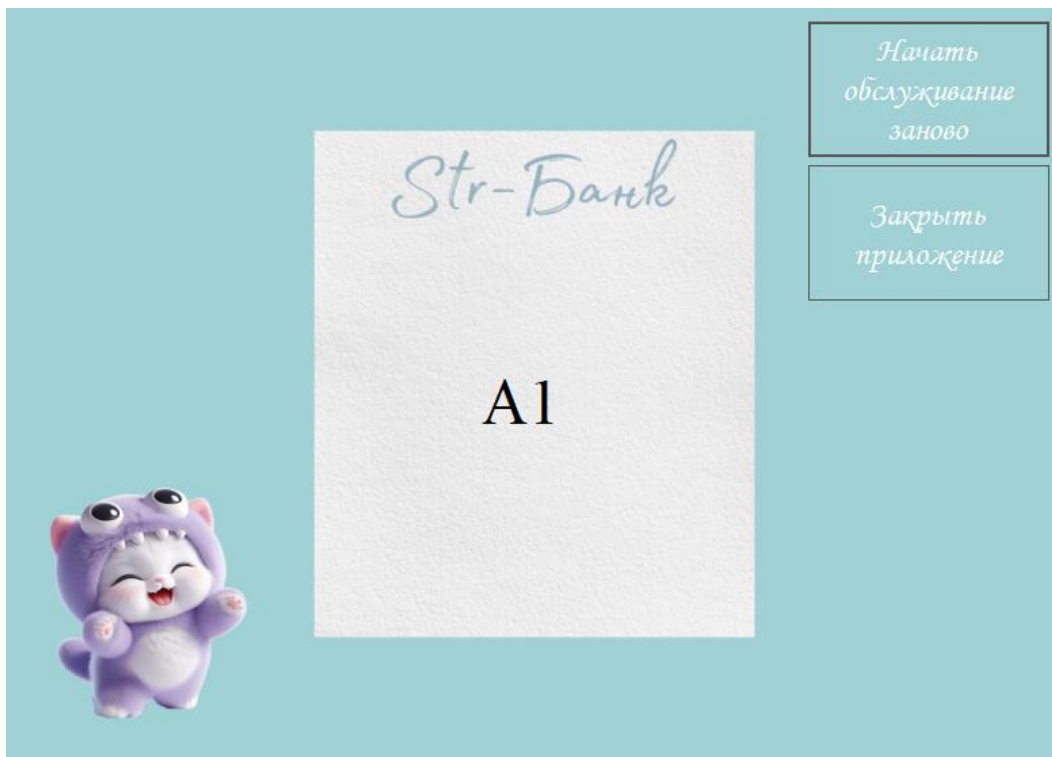 Начать
обслуживание
заново
Str-Банк
Закрыть
приложение
A1